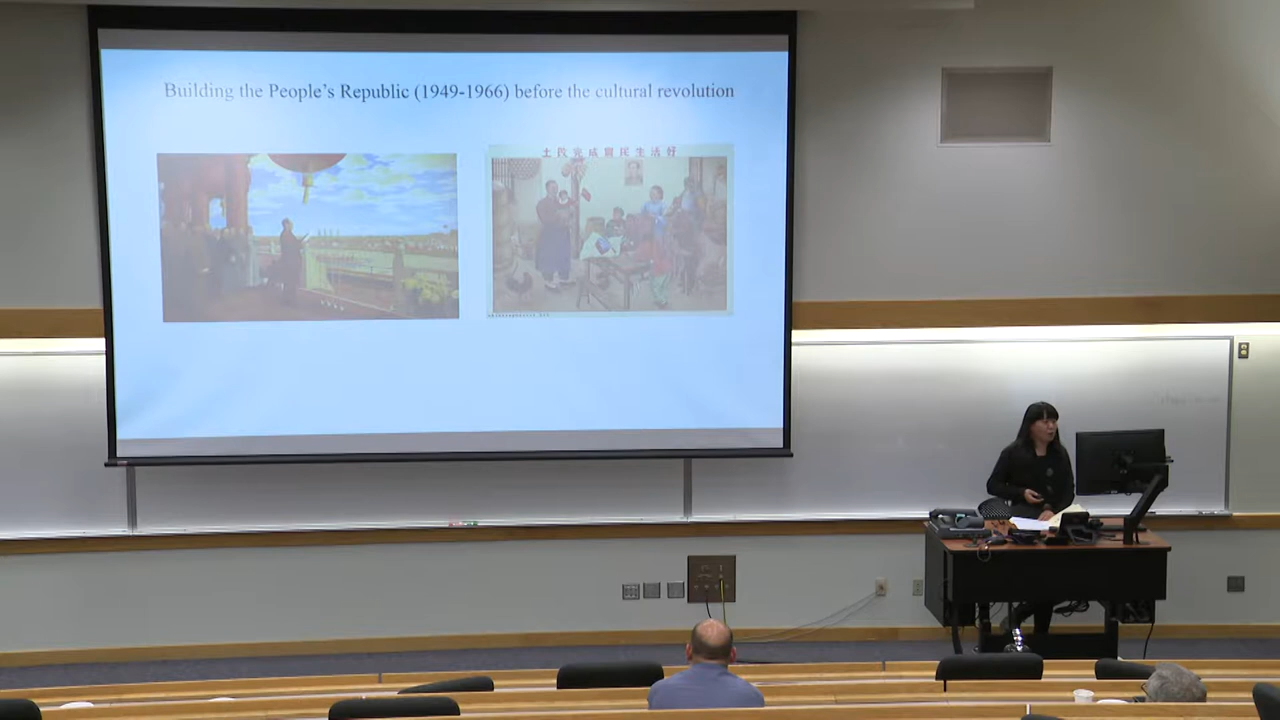 Building the People's Republic (1949-1966) before the cultural revolution
土改完成農民生活好